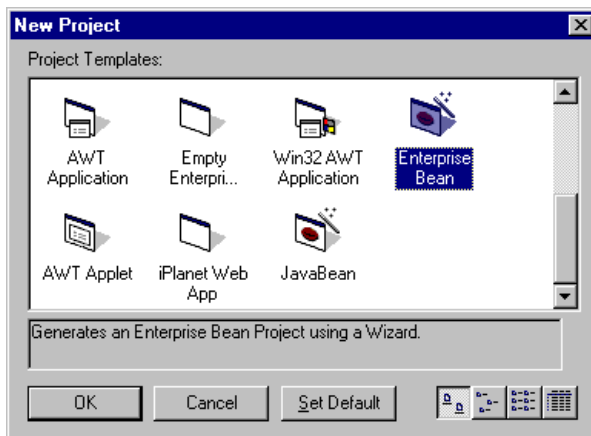 New Project
Project Templates:
AWT Application
Empty Enterpri...
Win32 AWT Application
Enterprise Bean
AWT Applet
iPlanet Web App
JavaBean
Generates an Enterprise Bean Project using a Wizard.
OK
Cancel
Set Default